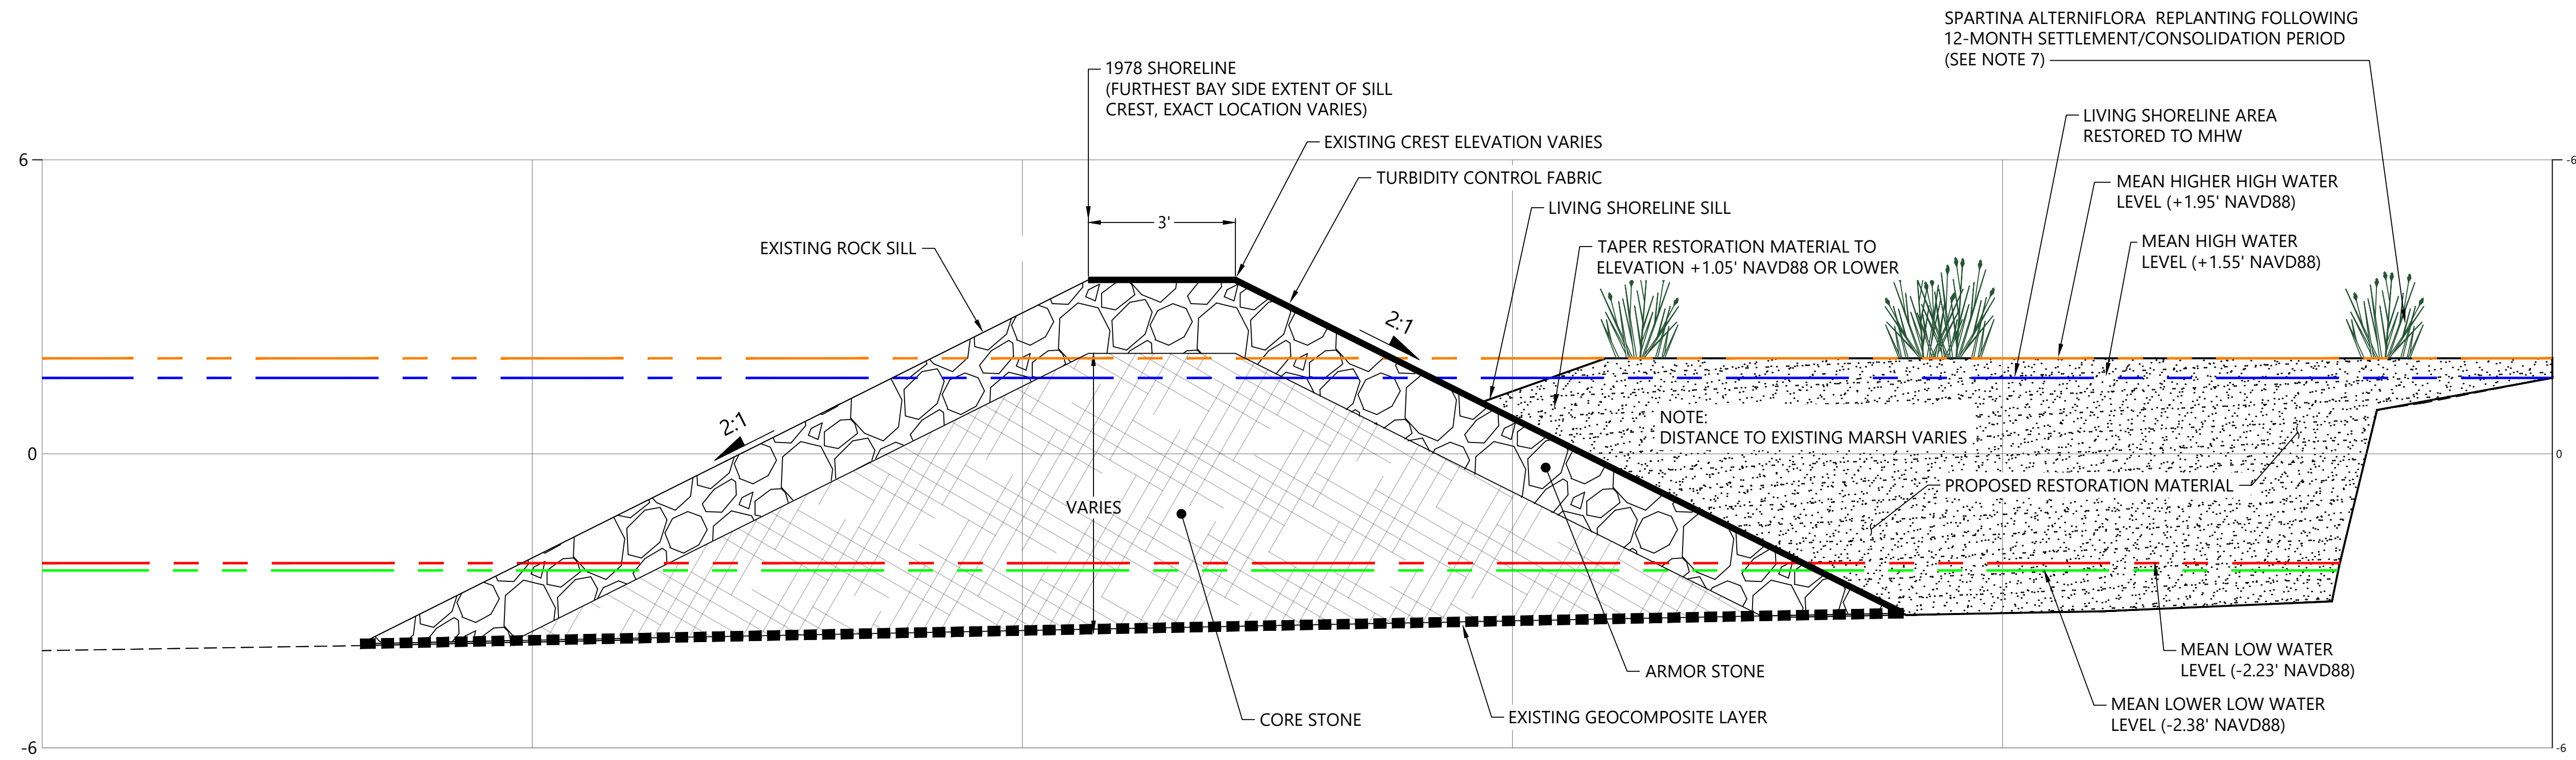 SPARTINA ALTERNIFLORA REPLANTING FOLLOWING
12-MONTH SETTLEMENT/CONSOLIDATION PERIOD
(SEE NOTE 7)
1978 SHORELINE
(FURTHEST BAY SIDE EXTENT OF SILL
CREST, EXACT LOCATION VARIES)
LIVING SHORELINE AREA
RESTORED TO MHW
EXISTING CREST ELEVATION VARIES
6
-6
TURBIDITY CONTROL FABRIC
MEAN HIGHER HIGH WATER
LEVEL (+1.95' NAVD88)
LIVING SHORELINE SILL
3'
EXISTING ROCK SILL
TAPER RESTORATION MATERIAL TO
ELEVATION +1.05' NAVD88 OR LOWER
MEAN HIGH WATER
LEVEL (+1.55' NAVD88)
2:1
2:1
NOTE:
DISTANCE TO EXISTING MARSH VARIES
0
0
PROPOSED RESTORATION MATERIAL
VARIES
MEAN LOW WATER
LEVEL (-2.23' NAVD88)
ARMOR STONE
MEAN LOWER LOW WATER
LEVEL (-2.38' NAVD88)
CORE STONE
EXISTING GEOCOMPOSITE LAYER
-6
-6